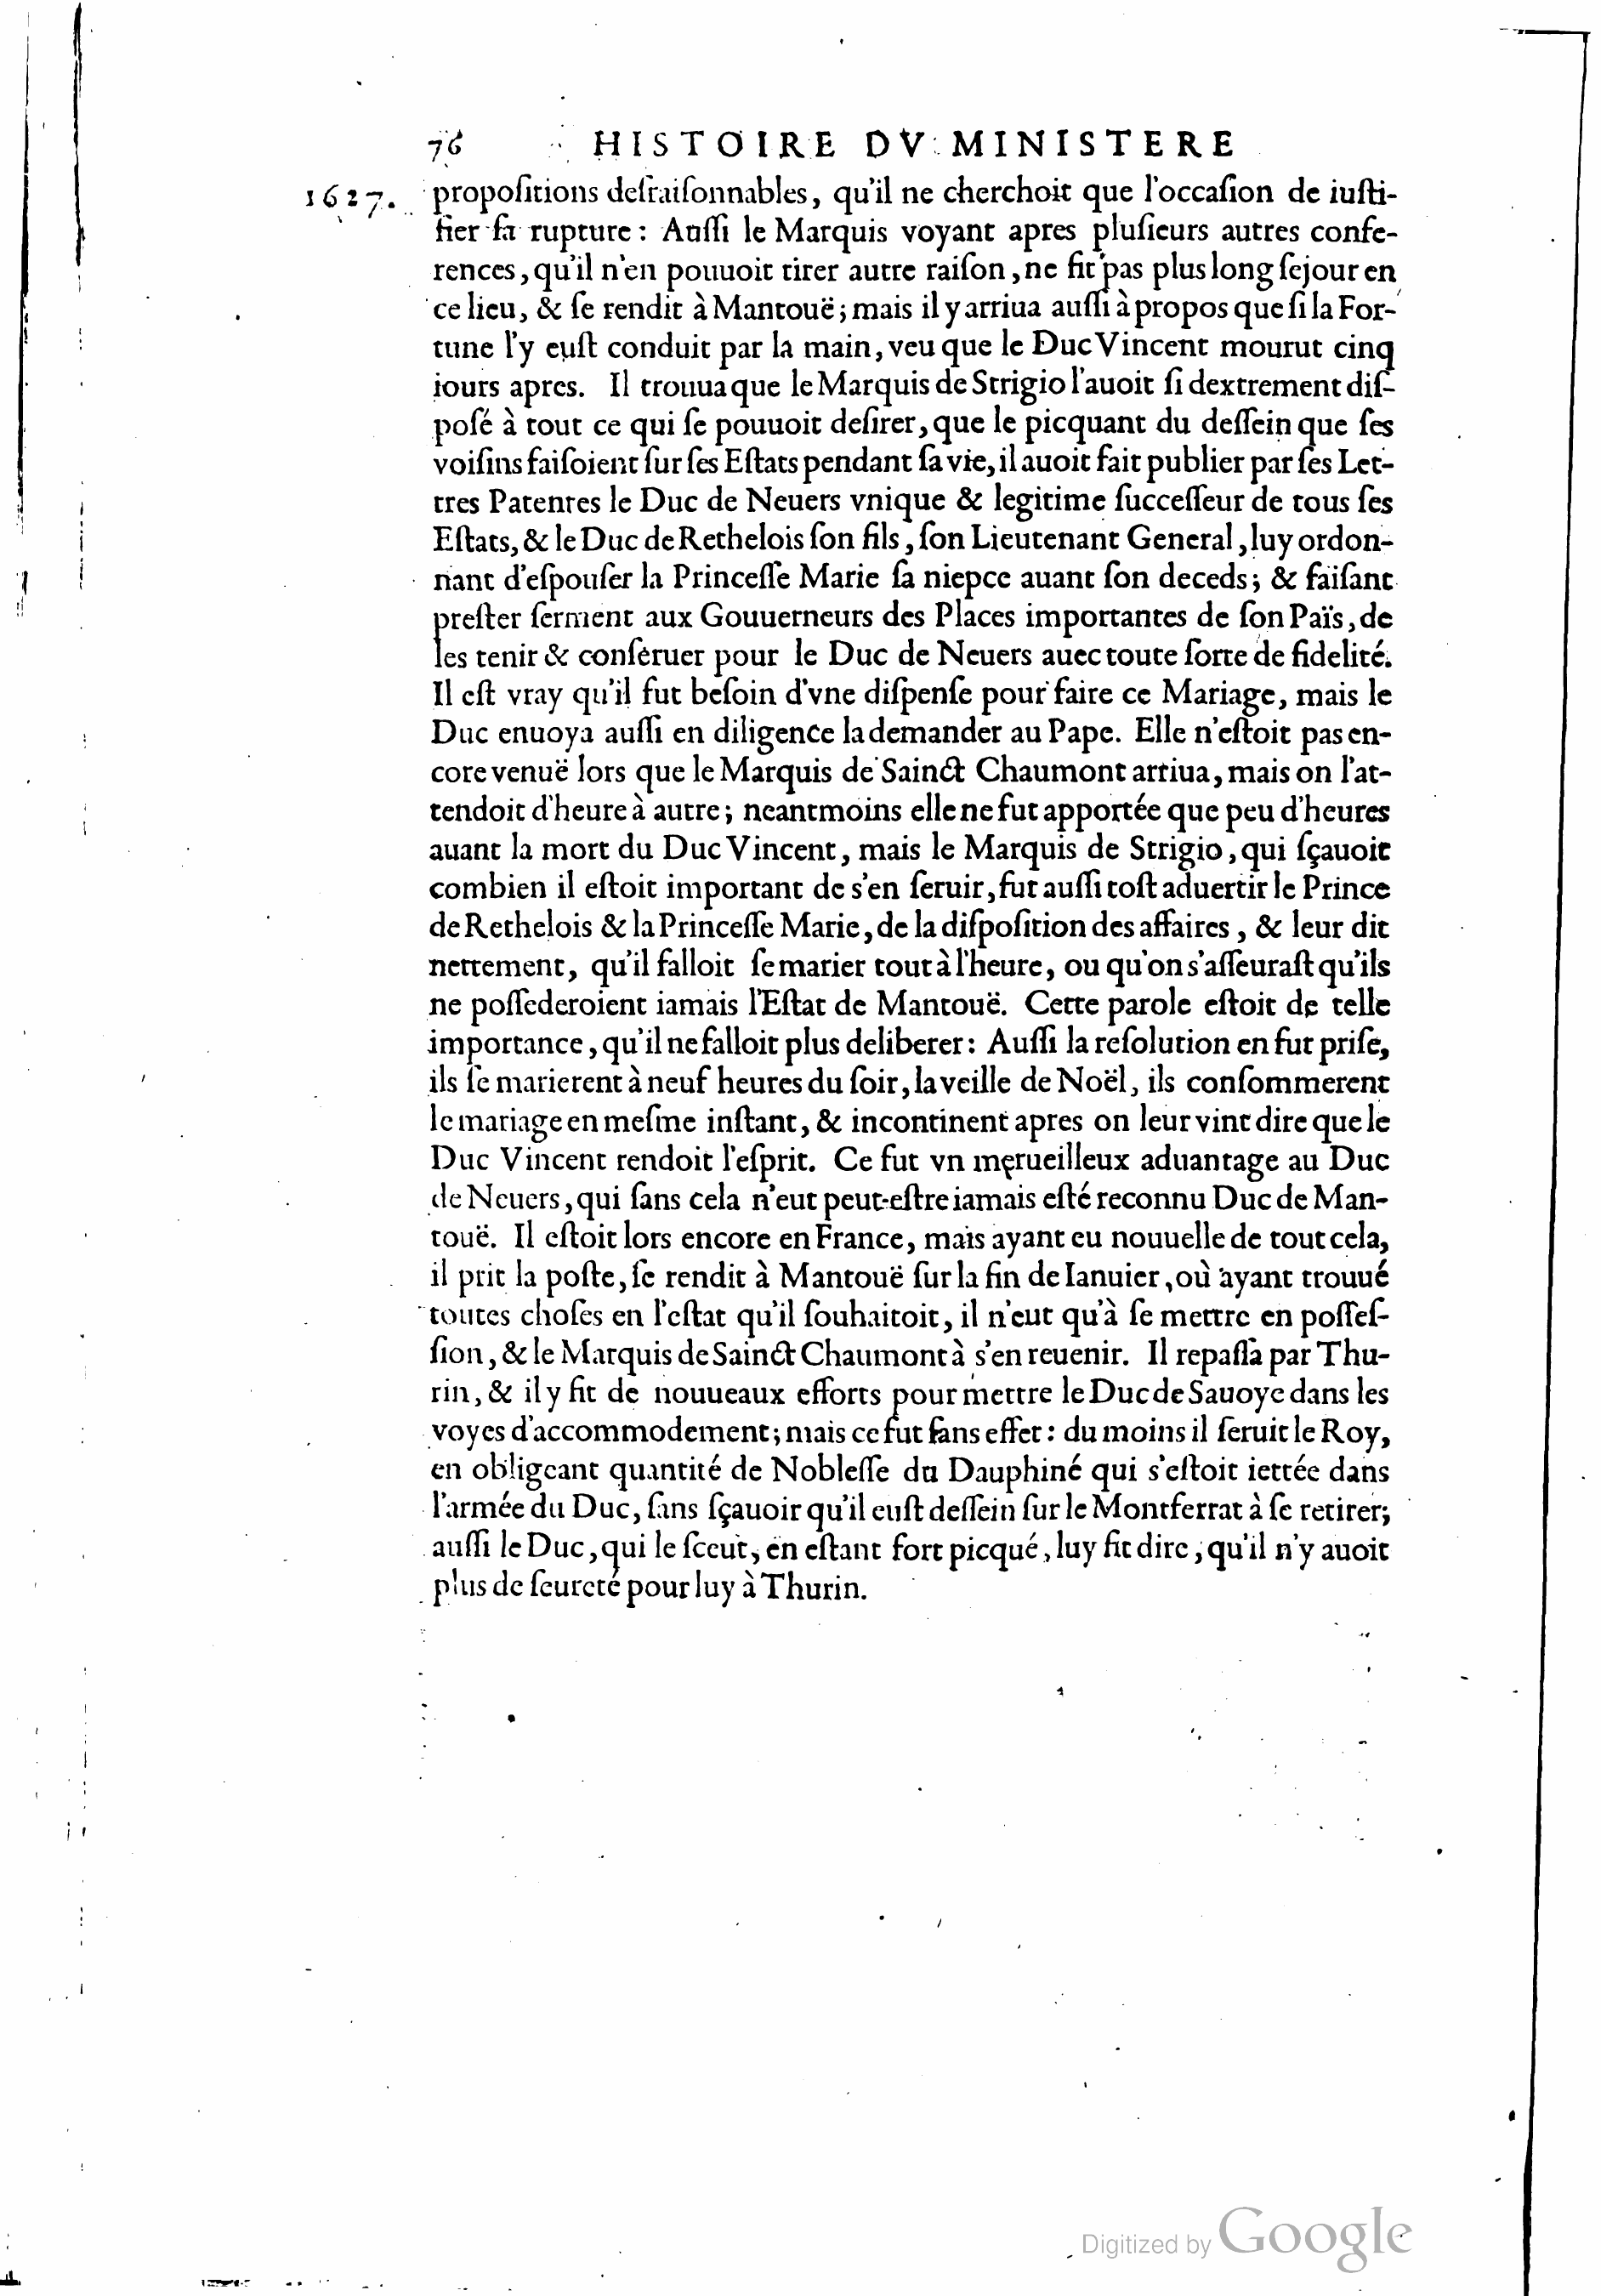 76 HISTOIRE DV MINISTERE
1627. propoſitions deſraiſonnables, qu'il ne cherchoit que l'occaſion de iuſti-
fier ſa rupture : Auſſi le Marquis voyant apres pluſieurs autres confe-
rences, qu'il n'en pouuoit tirer autre raiſon, ne fit pas plus long ſejour en
ce lieu, & ſe rendit à Mantouë; mais il y arriua auſſi à propos que ſi la For-
tune l'y euſt conduit par la main, veu que le Duc Vincent mourut cinq
iours apres. Il trouua que le Marquis de Strigio l'auoit ſi dextrement diſ-
poſé à tout ce qui ſe pouuoit deſirer, que le picquant du deſſein que ſes
voiſins faiſoient ſur ſes Eſtats pendant ſa vie, il auoit fait publier par ſes Let-
tres Patentes le Duc de Neuers vnique & legitime ſucceſſeur de tous ſes
Eſtats, & le Duc de Rethelois ſon fils, ſon Lieutenant General, luy ordon-
nant d'eſpouſer la Princeſſe Marie ſa niepce auant ſon deceds; & faiſant
preſter ſerment aux Gouuerneurs des Places importantes de ſon Païs, de
les tenir & conſeruer pour le Duc de Neuers auec toute ſorte de fidelité.
Il eſt vray qu'il fut beſoin d'vne diſpenſe pour faire ce Mariage, mais le
Duc enuoya auſſi en diligence la demander au Pape. Elle n'eſtoit pas en-
core venuë lors que le Marquis de Sainct Chaumont arriua, mais on l'at-
tendoit d'heure à autre; neantmoins elle ne fut apportée que peu d'heures
auant la mort du Duc Vincent, mais le Marquis de Strigio, qui ſçauoit
combien il eſtoit important de s'en ſeruir, fut auſſi toſt aduertir le Prince
de Rethelois & la Princeſſe Marie, de la diſpoſition des affaires, & leur dit
nettement, qu'il falloit ſe marier tout à l'heure, ou qu'on s'aſſeuraſt qu'ils
ne poſſederoient iamais l'Eſtat de Mantouë. Cette parole eſtoit de telle
importance, qu'il ne falloit plus deliberer : Auſſi la reſolution en fut priſe,
ils ſe marierent à neuf heures du ſoir, la veille de Noël, ils conſommerent
le mariage en meſme inſtant, & incontinent apres on leur vint dire que le
Duc Vincent rendoit l'eſprit. Ce fut vn merueilleux aduantage au Duc
de Neuers, qui ſans cela n'eut peut-eſtre iamais eſté reconnu Duc de Man-
touë. Il eſtoit lors encore en France, mais ayant eu nouuelle de tout cela,
il prit la poſte, ſe rendit à Mantouë ſur la fin de Ianuier, où ayant trouué
toutes choſes en l'eſtat qu'il ſouhaitoit, il n'eut qu'à ſe mettre en poſſeſ-
ſion, & le Marquis de Sainct Chaumont à s'en reuenir. Il repaſſa par Thu-
rin, & il y fit de nouueaux efforts pour mettre le Duc de Sauoye dans les
voyes d'accommodement; mais ce fut ſans effet : du moins il ſeruit le Roy,
en obligeant quantité de Nobleſſe du Dauphiné qui s'eſtoit iettée dans
l'armée du Duc, ſans ſçauoir qu'il euſt deſſein ſur le Montferrat à ſe retirer;
auſſi le Duc, qui le ſceut, en eſtant fort picqué, luy fit dire, qu'il n'y auoit
plus de ſeureté pour luy à Thurin.
Digitized by Google